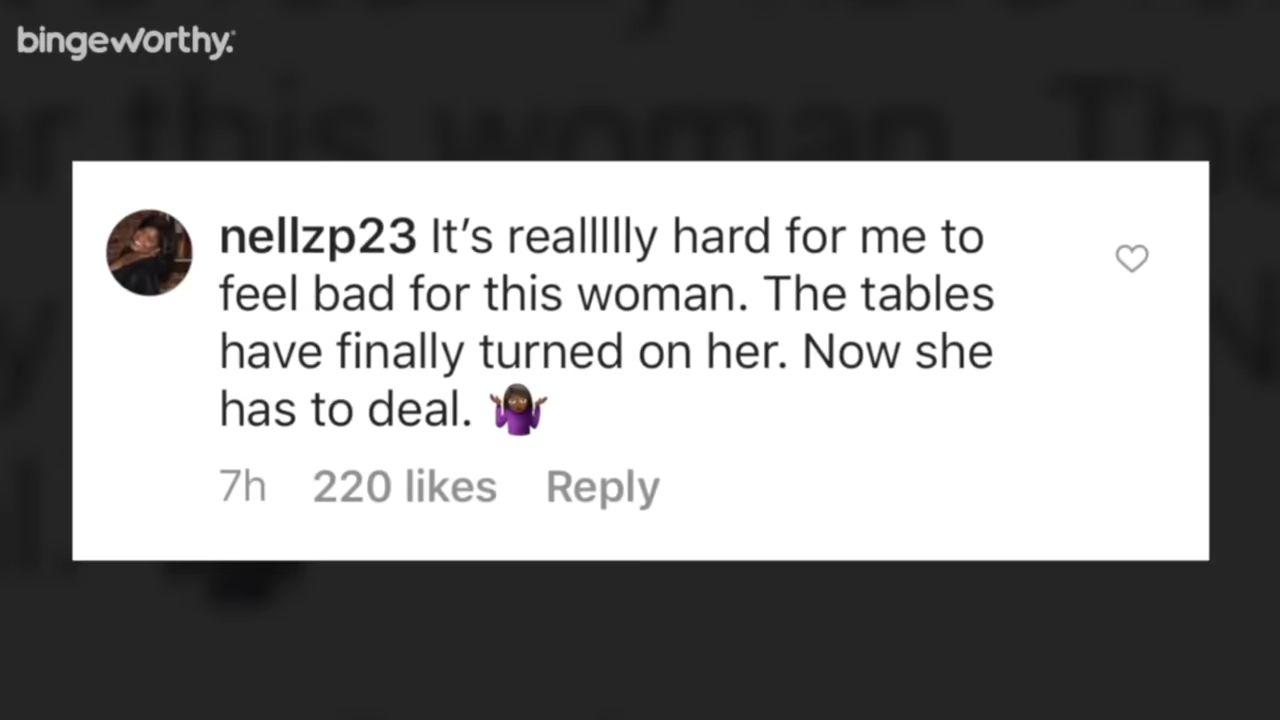 bingeworthy.
nellzp23 It’s reallllly hard for me to
feel bad for this woman. The tables
have finally turned on her. Now she
has to deal. 🤷🏾‍♀️
7h 220 likes Reply